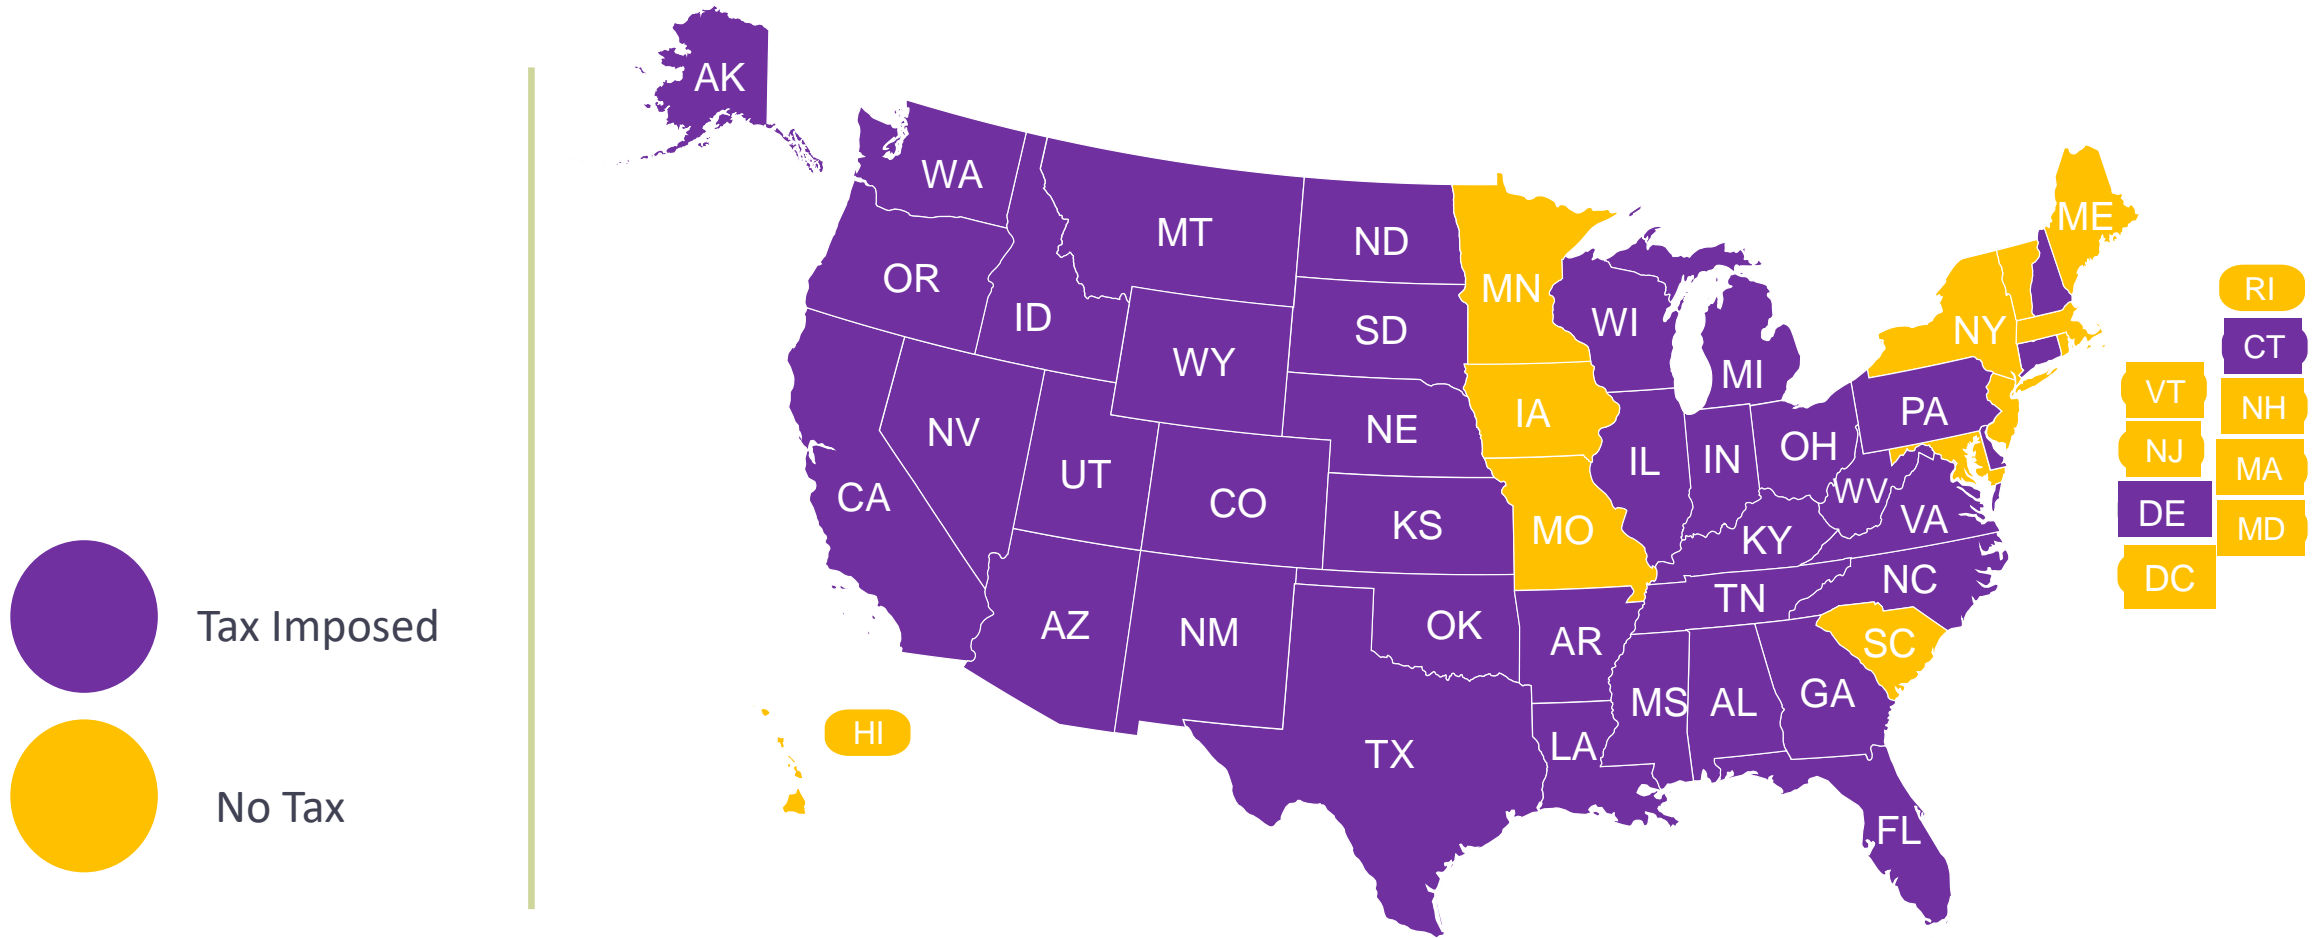 AK
WA
MT
ND
MN
ME
OR
ID
SD
WI
NY
RI
WY
MI
CT
VT
NH
NV
NE
IA
PA
NJ
MA
UT
CO
IL
IN
OH
CA
KS
MO
WV
VA
DE
MD
KY
DC
NC
TN
AZ
NM
OK
AR
SC
MS
AL
GA
HI
TX
LA
FL
Tax Imposed
No Tax